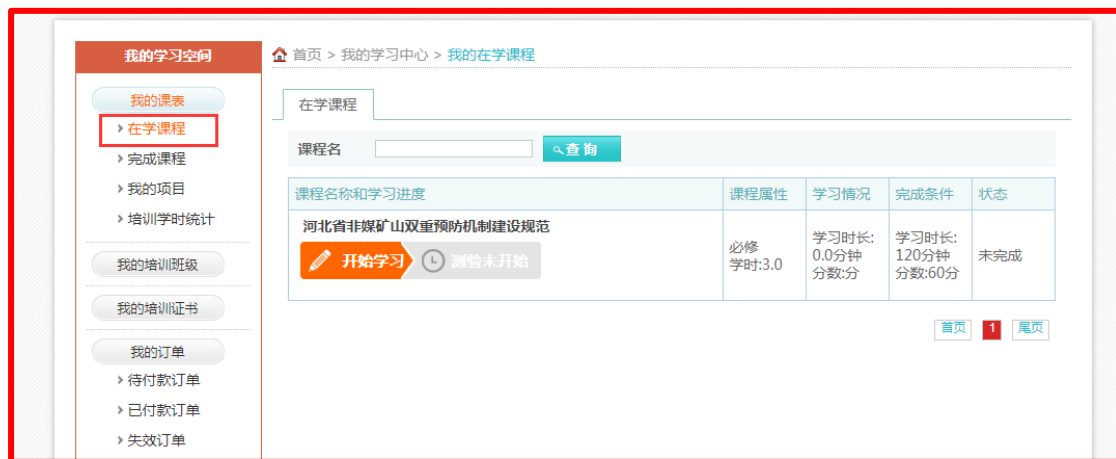 我的学习空间
首页 > 我的学习中心 > 我的在学课程
我的课表
在学课程
完成课程
我的项目
培训学时统计
我的培训班级
我的培训证书
我的订单
待付款订单
已付款订单
失效订单
在学课程
课程名
查询
课程名称和学习进度 课程属性 学习情况 完成条件 状态
河北省非媒矿山双重预防机制建设规范
开始学习 测验未开始
必修
学时:3.0
学习时长:
0.0分钟
分数:分
学习时长:
120分钟
分数:60分
未完成
首页 1 尾页